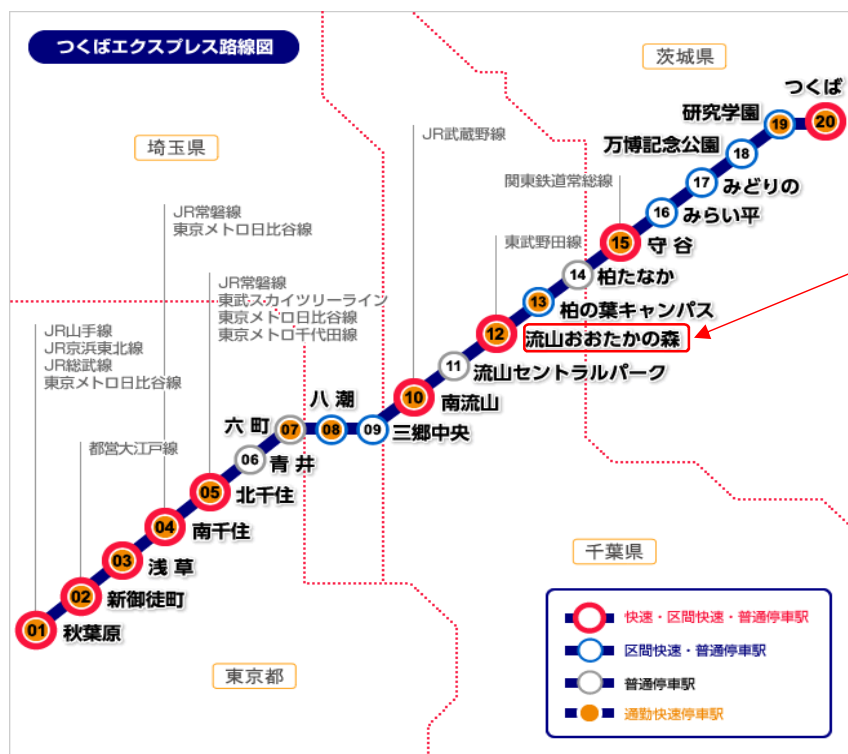 つくばエクスプレス路線図
茨城県
つくば
研究学園
19
20
万博記念公園
18
JR武蔵野線
埼玉県
関東鉄道常総線
17
みどりの
16
みらい平
JR常磐線
東京メトロ日比谷線
東武野田線
15
守谷
14
柏たなか
JR常磐線
東武スカイツリーライン
東京メトロ日比谷線
東京メトロ千代田線
13
柏の葉キャンパス
JR山手線
JR京浜東北線
JR総武線
東京メトロ日比谷線
12
流山おおたかの森
11
流山セントラルパーク
10
南流山
八潮
六町
07
08
09
三郷中央
都営大江戸線
06
青井
05
北千住
04
南千住
千葉県
03
浅草
02
新御徒町
01
秋葉原
東京都
快速・区間快速・普通停車駅
区間快速・普通停車駅
普通停車駅
通勤快速停車駅